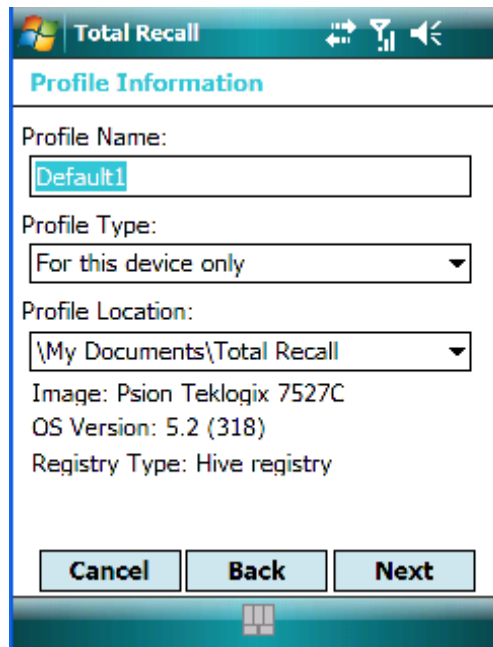 Total Recall
Profile Information
Profile Name:
Default1
Profile Type:
For this device only
Profile Location:
\My Documents\Total Recall
Image: Psion Teklogix 7527C
OS Version: 5.2 (318)
Registry Type: Hive registry
Cancel Back Next